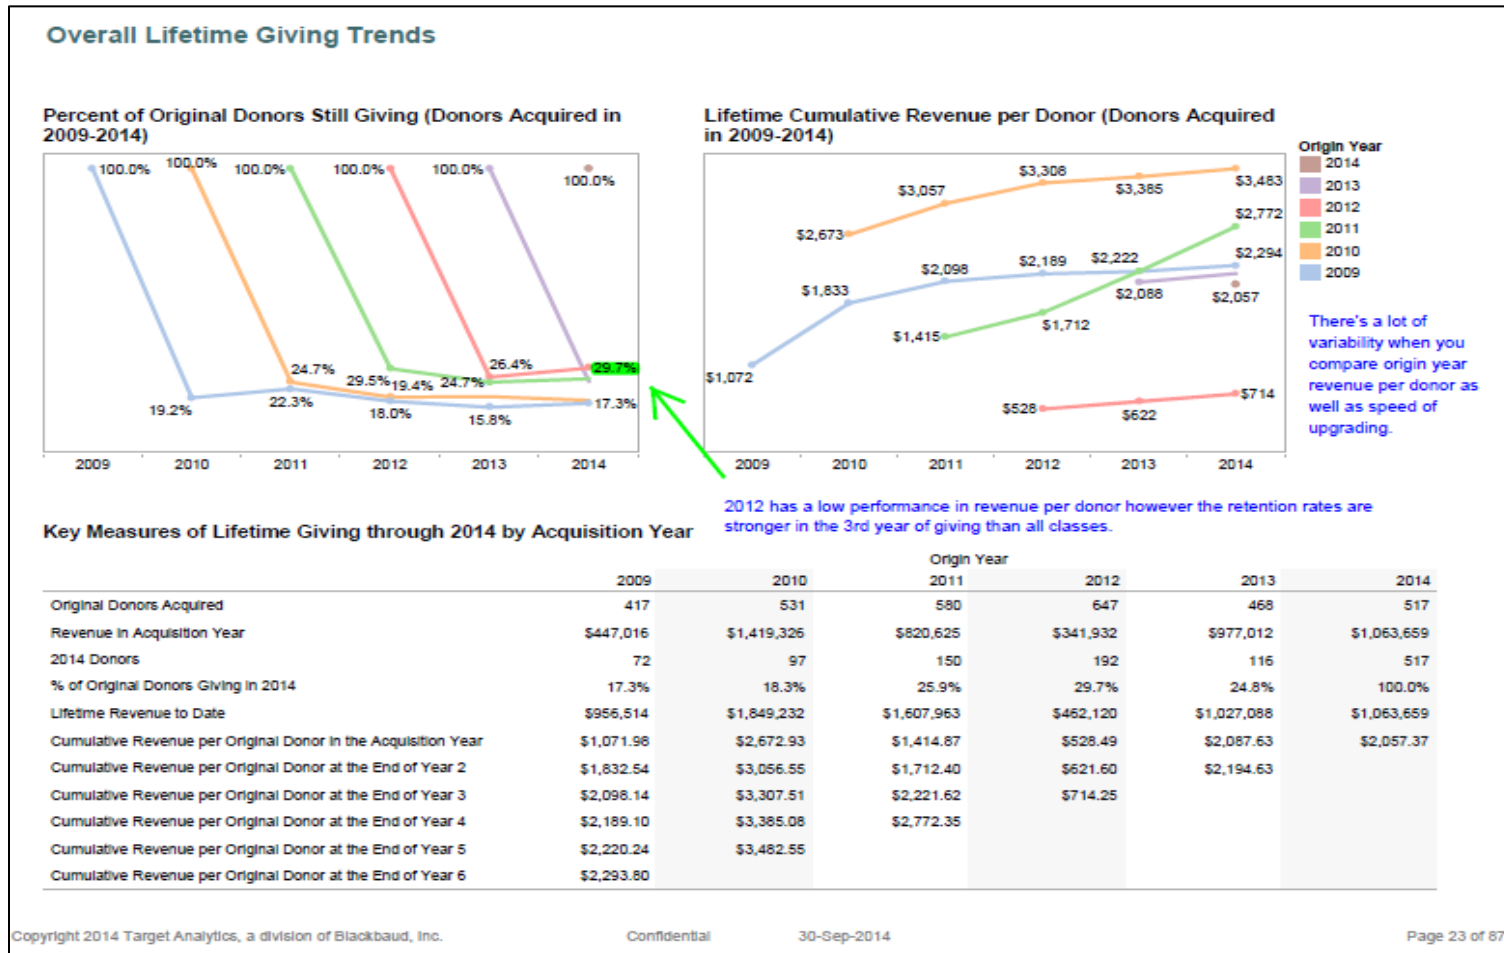 Overall Lifetime Giving Trends
Percent of Original Donors Still Giving (Donors Acquired in
2009-2014)
100.0% 100.0% 100.0% 100.0% 100.0% 100.0%
24.7% 29.5% 19.4% 24.7% 26.4% 29.7%
19.2% 22.3% 18.0% 15.8% 17.3%
2009 2010 2011 2012 2013 2014
Lifetime Cumulative Revenue per Donor (Donors Acquired
in 2009-2014)
$3,057 $3,308 $3,385 $3,483
$2,673 $2,772
$1,833 $2,098 $2,189 $2,222 $2,294
$2,088 $2,057
$1,415 $1,712
$1,072
$528 $622 $714
2009 2010 2011 2012 2013 2014
Origin Year
2014
2013
2012
2011
2010
2009
There's a lot of
variability when you
compare origin year
revenue per donor as
well as speed of
upgrading.
2012 has a low performance in revenue per donor however the retention rates are
stronger in the 3rd year of giving than all classes.
Key Measures of Lifetime Giving through 2014 by Acquisition Year
Origin Year
2009 2010 2011 2012 2013 2014
Original Donors Acquired 417 531 580 647 468 517
Revenue in Acquisition Year $447,016 $1,419,326 $820,625 $341,932 $977,012 $1,063,659
2014 Donors 72 97 150 192 116 517
% of Original Donors Giving in 2014 17.3% 18.3% 25.9% 29.7% 24.8% 100.0%
Lifetime Revenue to Date $956,514 $1,849,232 $1,607,963 $462,120 $1,027,088 $1,063,659
Cumulative Revenue per Original Donor in the Acquisition Year $1,071.98 $2,672.93 $1,414.87 $528.49 $2,087.63 $2,057.37
Cumulative Revenue per Original Donor at the End of Year 2 $1,832.54 $3,056.55 $1,712.40 $621.60 $2,194.63
Cumulative Revenue per Original Donor at the End of Year 3 $2,098.14 $3,307.51 $2,221.62 $714.25
Cumulative Revenue per Original Donor at the End of Year 4 $2,189.10 $3,385.08 $2,772.35
Cumulative Revenue per Original Donor at the End of Year 5 $2,220.24 $3,482.55
Cumulative Revenue per Original Donor at the End of Year 6 $2,293.80
Copyright 2014 Target Analytics, a division of Blackbaud, Inc. Confidential 30-Sep-2014 Page 23 of 87